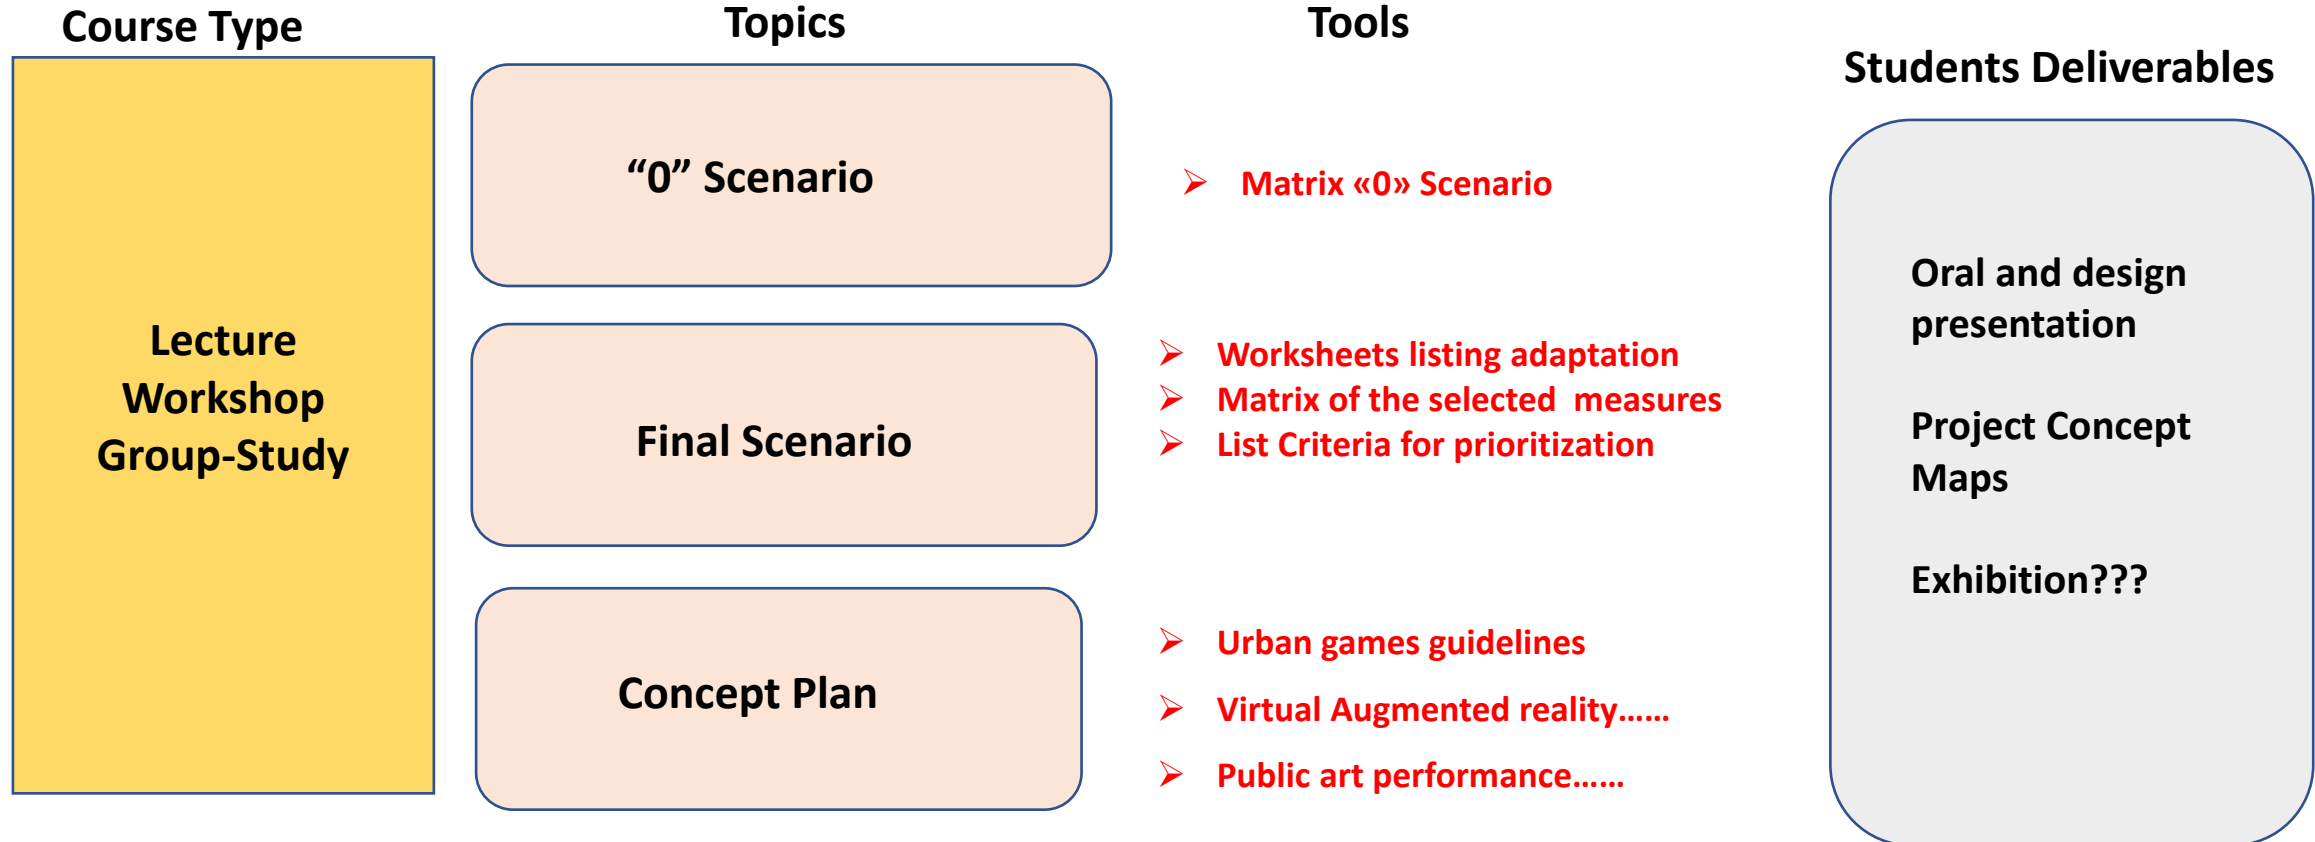 Course Type
Topics
Tools
Students Deliverables
Lecture
Workshop
Group-Study
“0” Scenario
➢ Matrix «0» Scenario
Final Scenario
➢ Worksheets listing adaptation
➢ Matrix of the selected  measures
➢ List Criteria for prioritization
Concept Plan
➢ Urban games guidelines
➢ Virtual Augmented reality……
➢ Public art performance……
Oral and design
presentation
Project Concept
Maps
Exhibition???